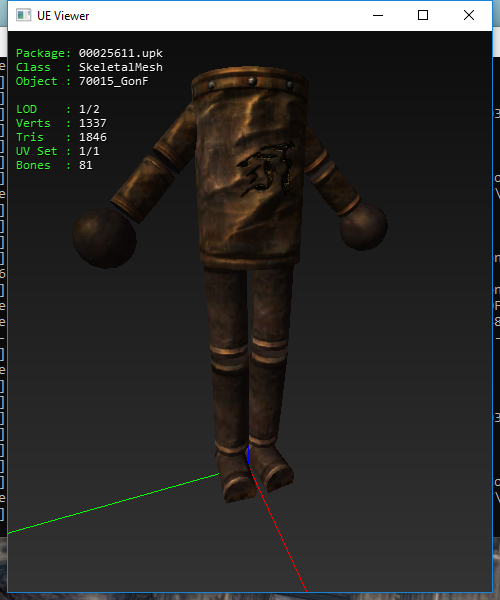 UE Viewer
Package: 00025611.upk
Class : SkeletalMesh
Object : 70015_GonF
LOD : 1/2
Verts : 1337
Tris : 1846
UV Set : 1/1
Bones : 81